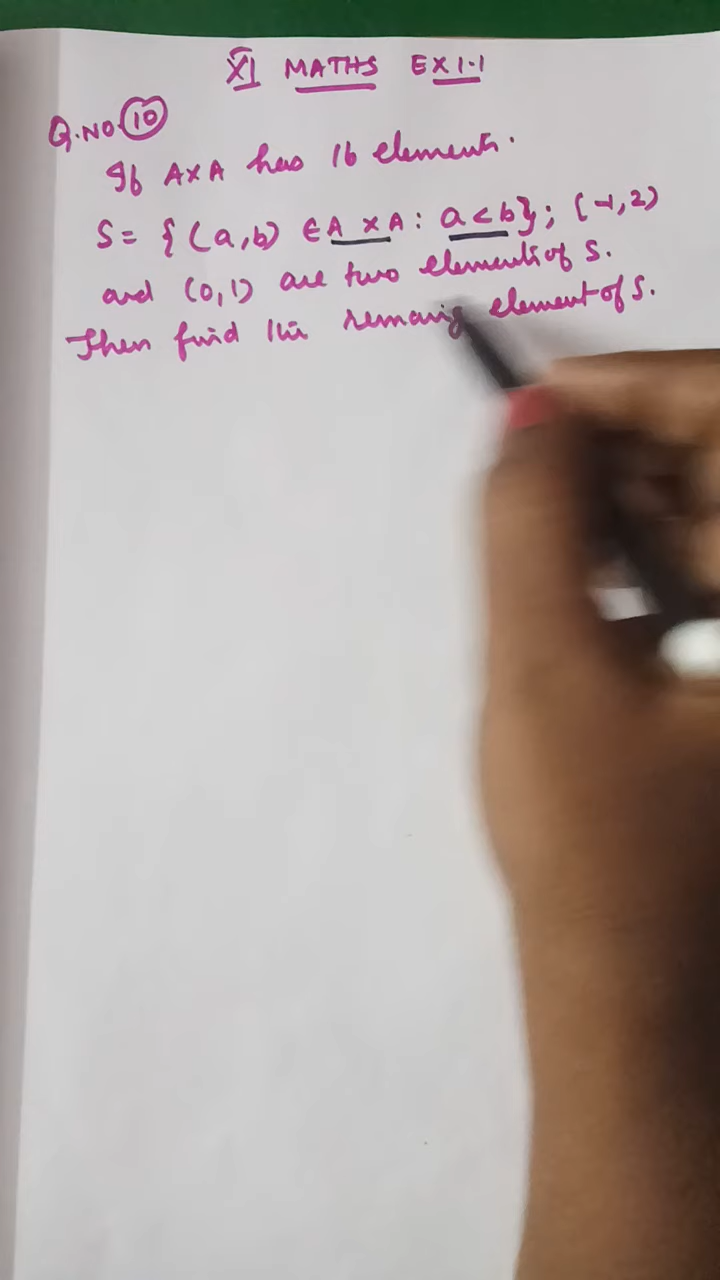 XI MATHS EX 1.1
Q.NO. 10
If A×A has 16 elements.
S = {(a,b) ∈ A × A : a < b} ; (-1,2)
and (0,1) are two elements of S.
Then find the remaing element of S.